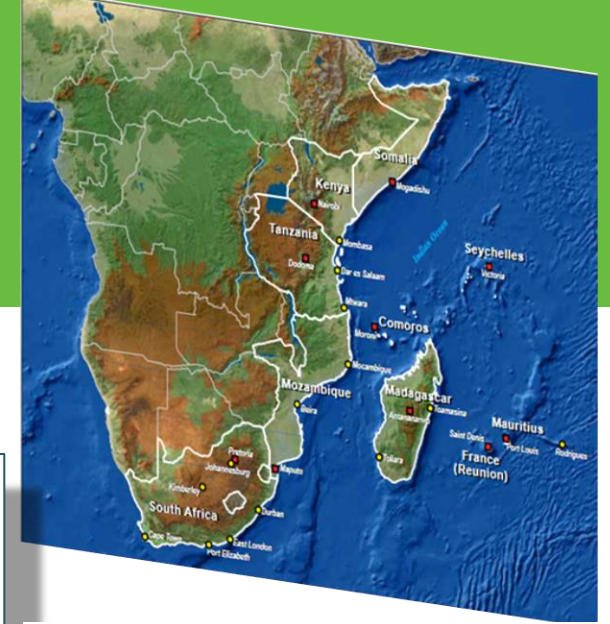 Somalia
Mogadishu
Kenya
Nairobi
Tanzania
Mombasa
Dodoma
Dar es Salaam
Indian Ocean
Seychelles
Victoria
Mtwara
Comoros
Moroni
Mocambique
Mozambique
Beira
Madagascar
Antananarivo
Toamasina
Toliara
Mauritius
Port Louis
Saint Denis
France
(Reunion)
Rodrigues
Pretoria
Johannesburg
Maputo
Kimberley
South Africa
Durban
Cape Town
East London
Port Elizabeth